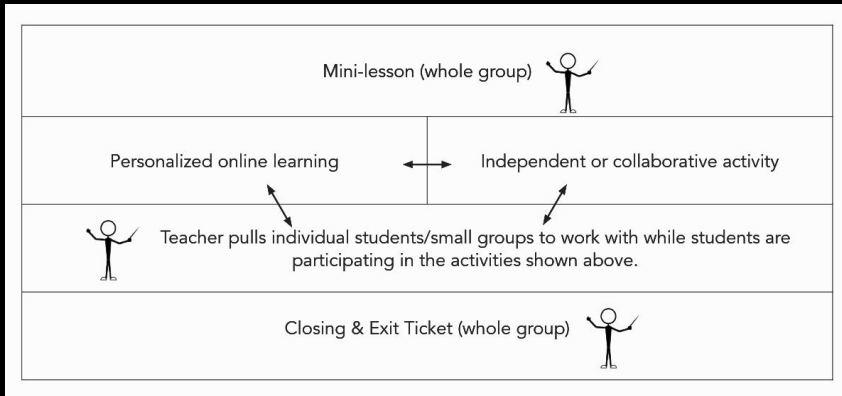 Mini-lesson (whole group)
Personalized online learning
Independent or collaborative activity
Teacher pulls individual students/small groups to work with while students are
participating in the activities shown above.
Closing & Exit Ticket (whole group)